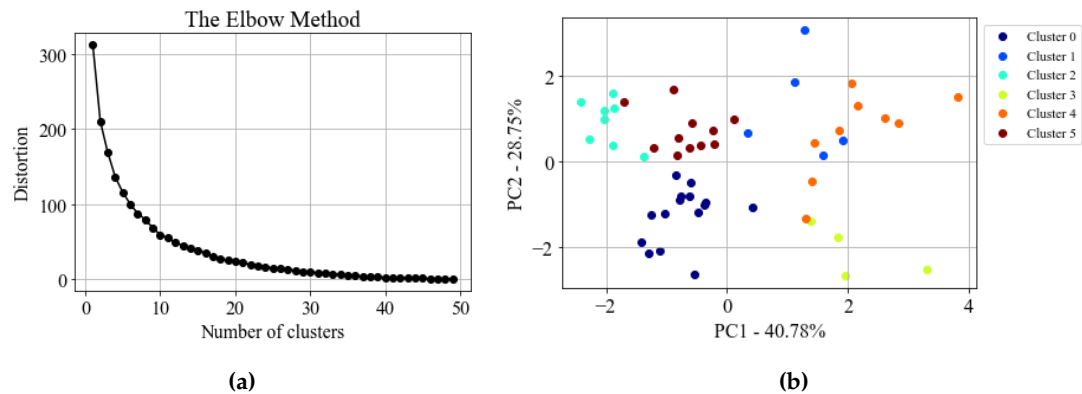 The Elbow Method
300
200
100
0
Distortion
0 10 20 30 40 50
Number of clusters
(a)
2
0
−2
PC2 - 28.75%
−2 0 2 4
PC1 - 40.78%
Cluster 0
Cluster 1
Cluster 2
Cluster 3
Cluster 4
Cluster 5
(b)